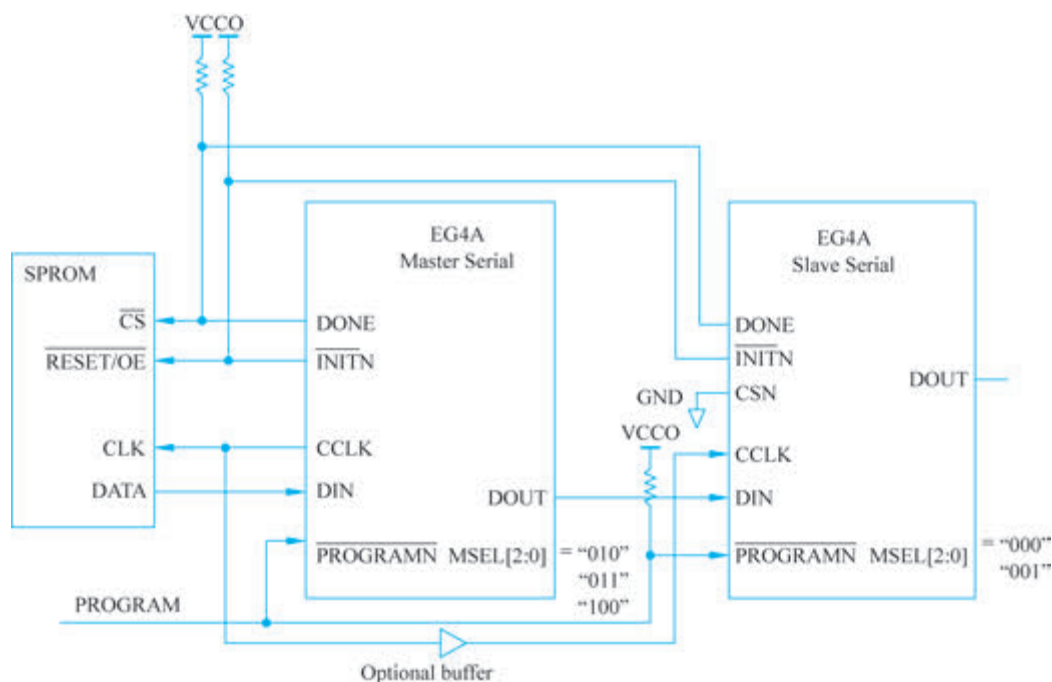 VCCO
EG4A
Master Serial
EG4A
Slave Serial
SPROM
CS
DONE
DONE
RESET/OE
INITN
INITN
DOUT
GND
CSN
VCCO
CLK
CCLK
CCLK
DATA
DIN
DOUT
DIN
PROGRAMN MSEL[2:0] = “010”
“011”
“100”
PROGRAMN MSEL[2:0] = “000”
“001”
PROGRAM
Optional buffer